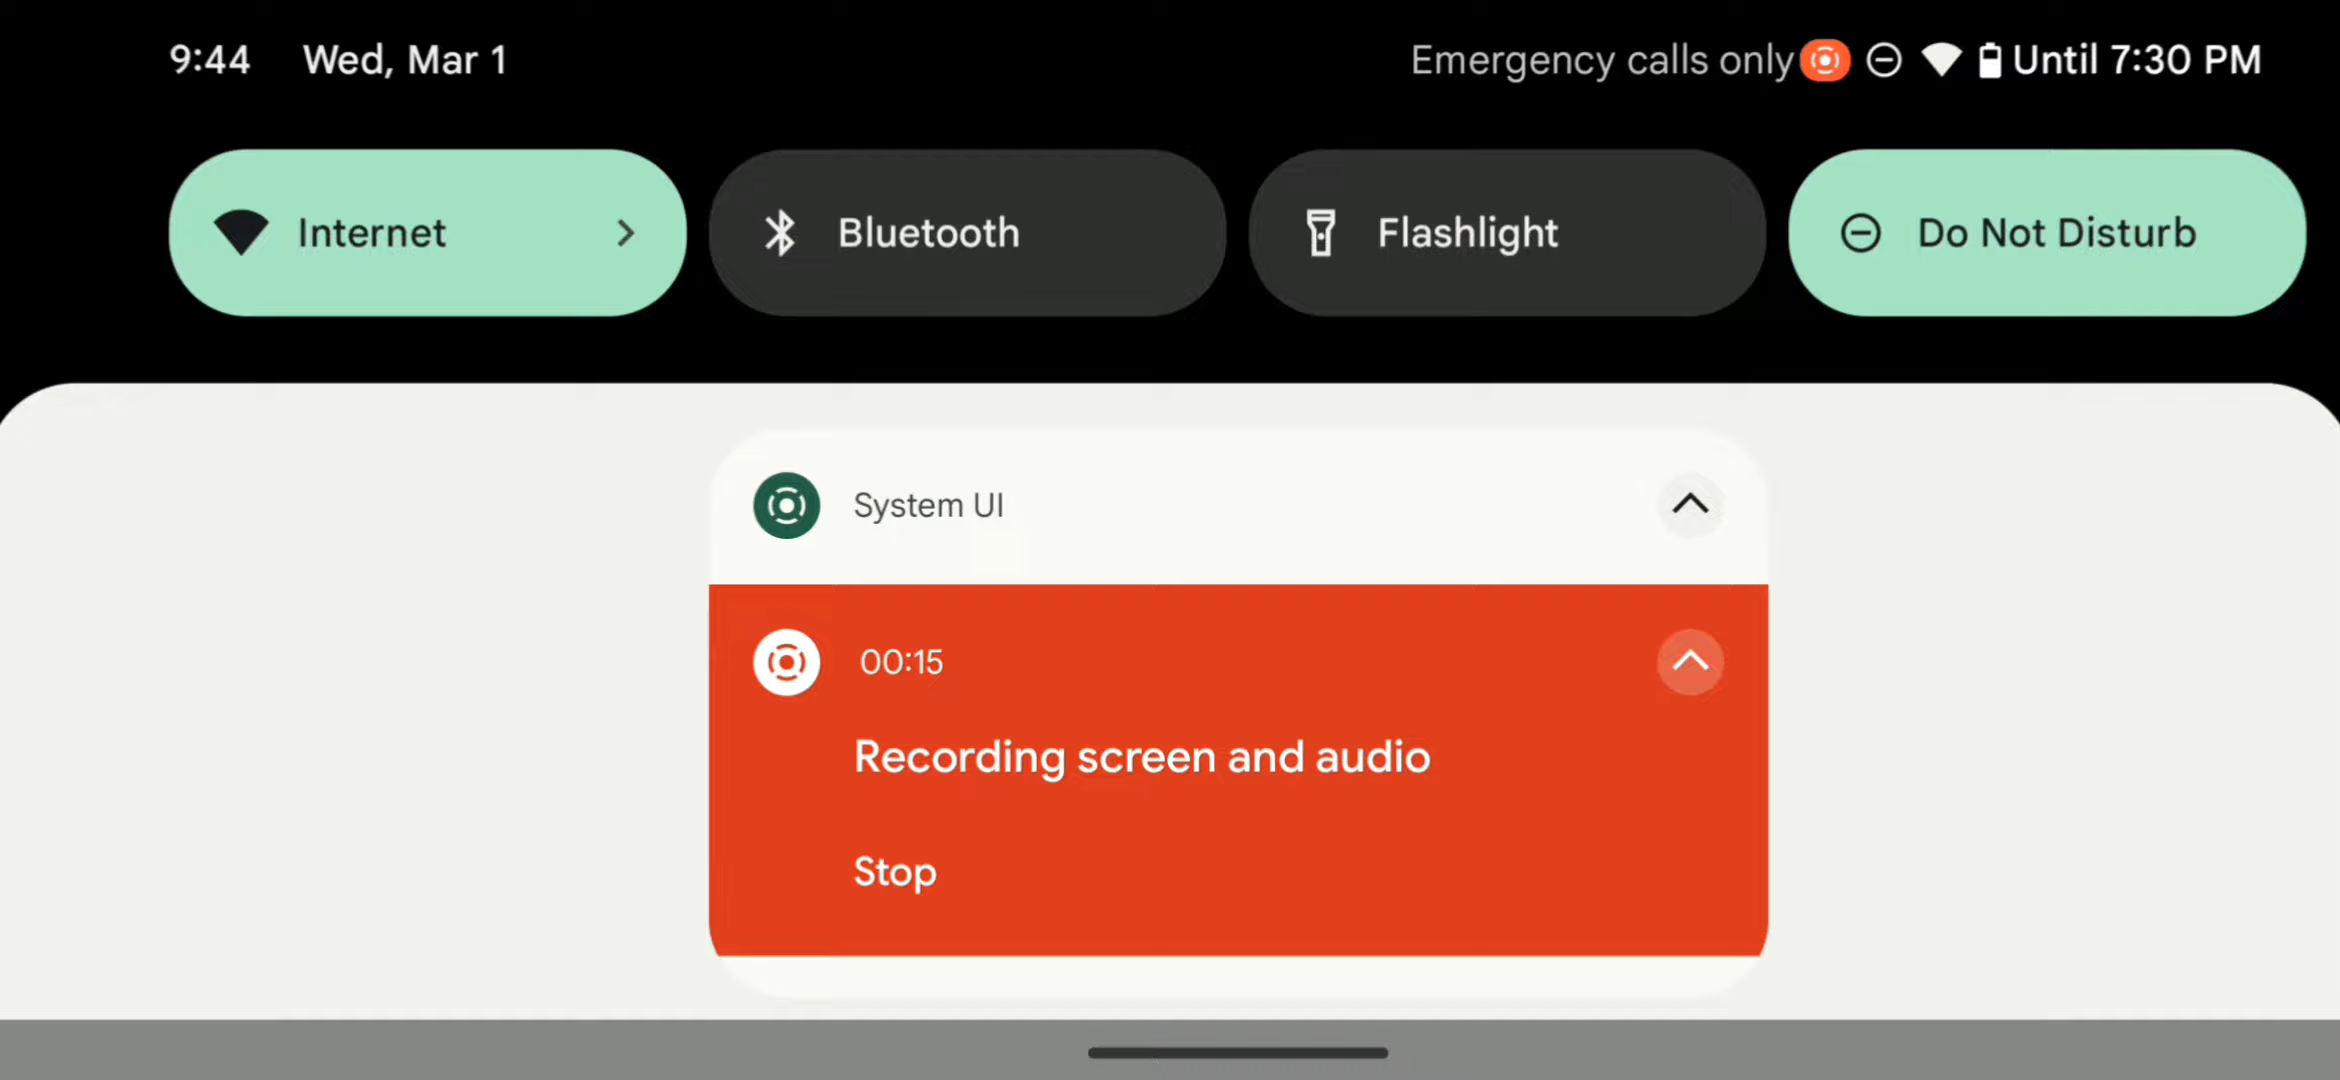 9:44 Wed, Mar 1 Emergency calls only Until 7:30 PM
Internet Bluetooth Flashlight Do Not Disturb
System UI
00:15
Recording screen and audio
Stop